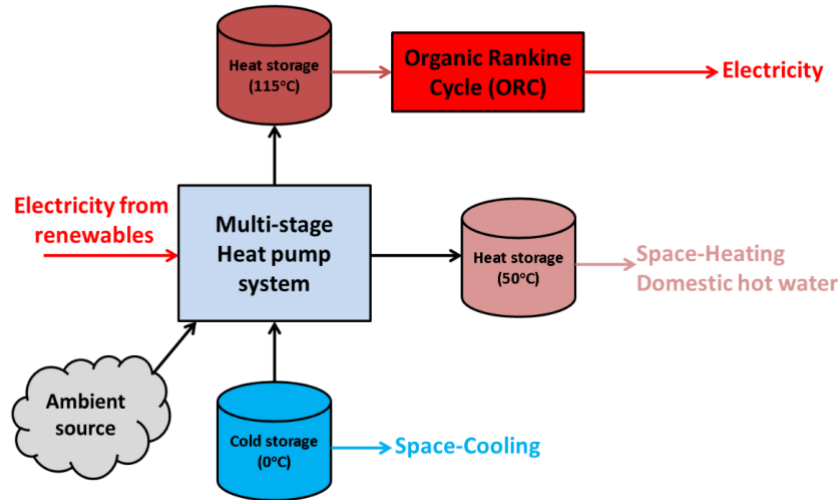 Heat storage
(115°C)
Organic Rankine
Cycle (ORC)
Electricity
Electricity from
renewables
Multi-stage
Heat pump
system
Heat storage
(50°C)
Space-Heating
Domestic hot water
Ambient
source
Cold storage
(0°C)
Space-Cooling